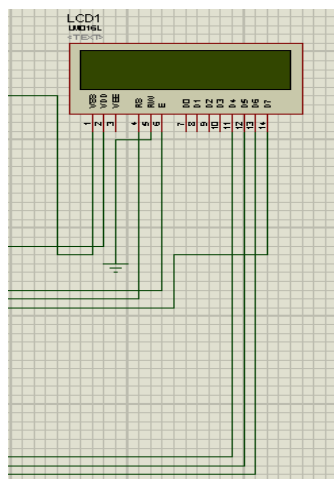 LCD1
LM016L
<TEXT>
VSS
VDD
VEE
RS
RW
E
D0
D1
D2
D3
D4
D5
D6
D7
1
2
3
4
5
6
7
8
9
10
11
12
13
14